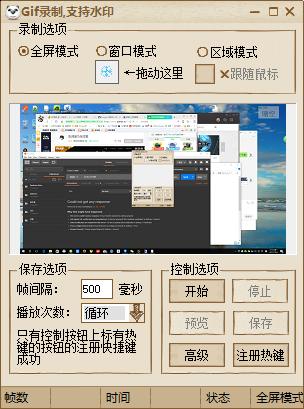 Gif录制,支持水印
录制选项
全屏模式
窗口模式
区域模式
←拖动这里
×跟随鼠标
Could not get any response
保存选项
帧间隔:
500
毫秒
播放次数:
循环
只有控制按钮上标有热
键的按钮的注册快捷键
成功
控制选项
开始
停止
预览
保存
高级
注册热键
帧数
时间
状态
全屏模式